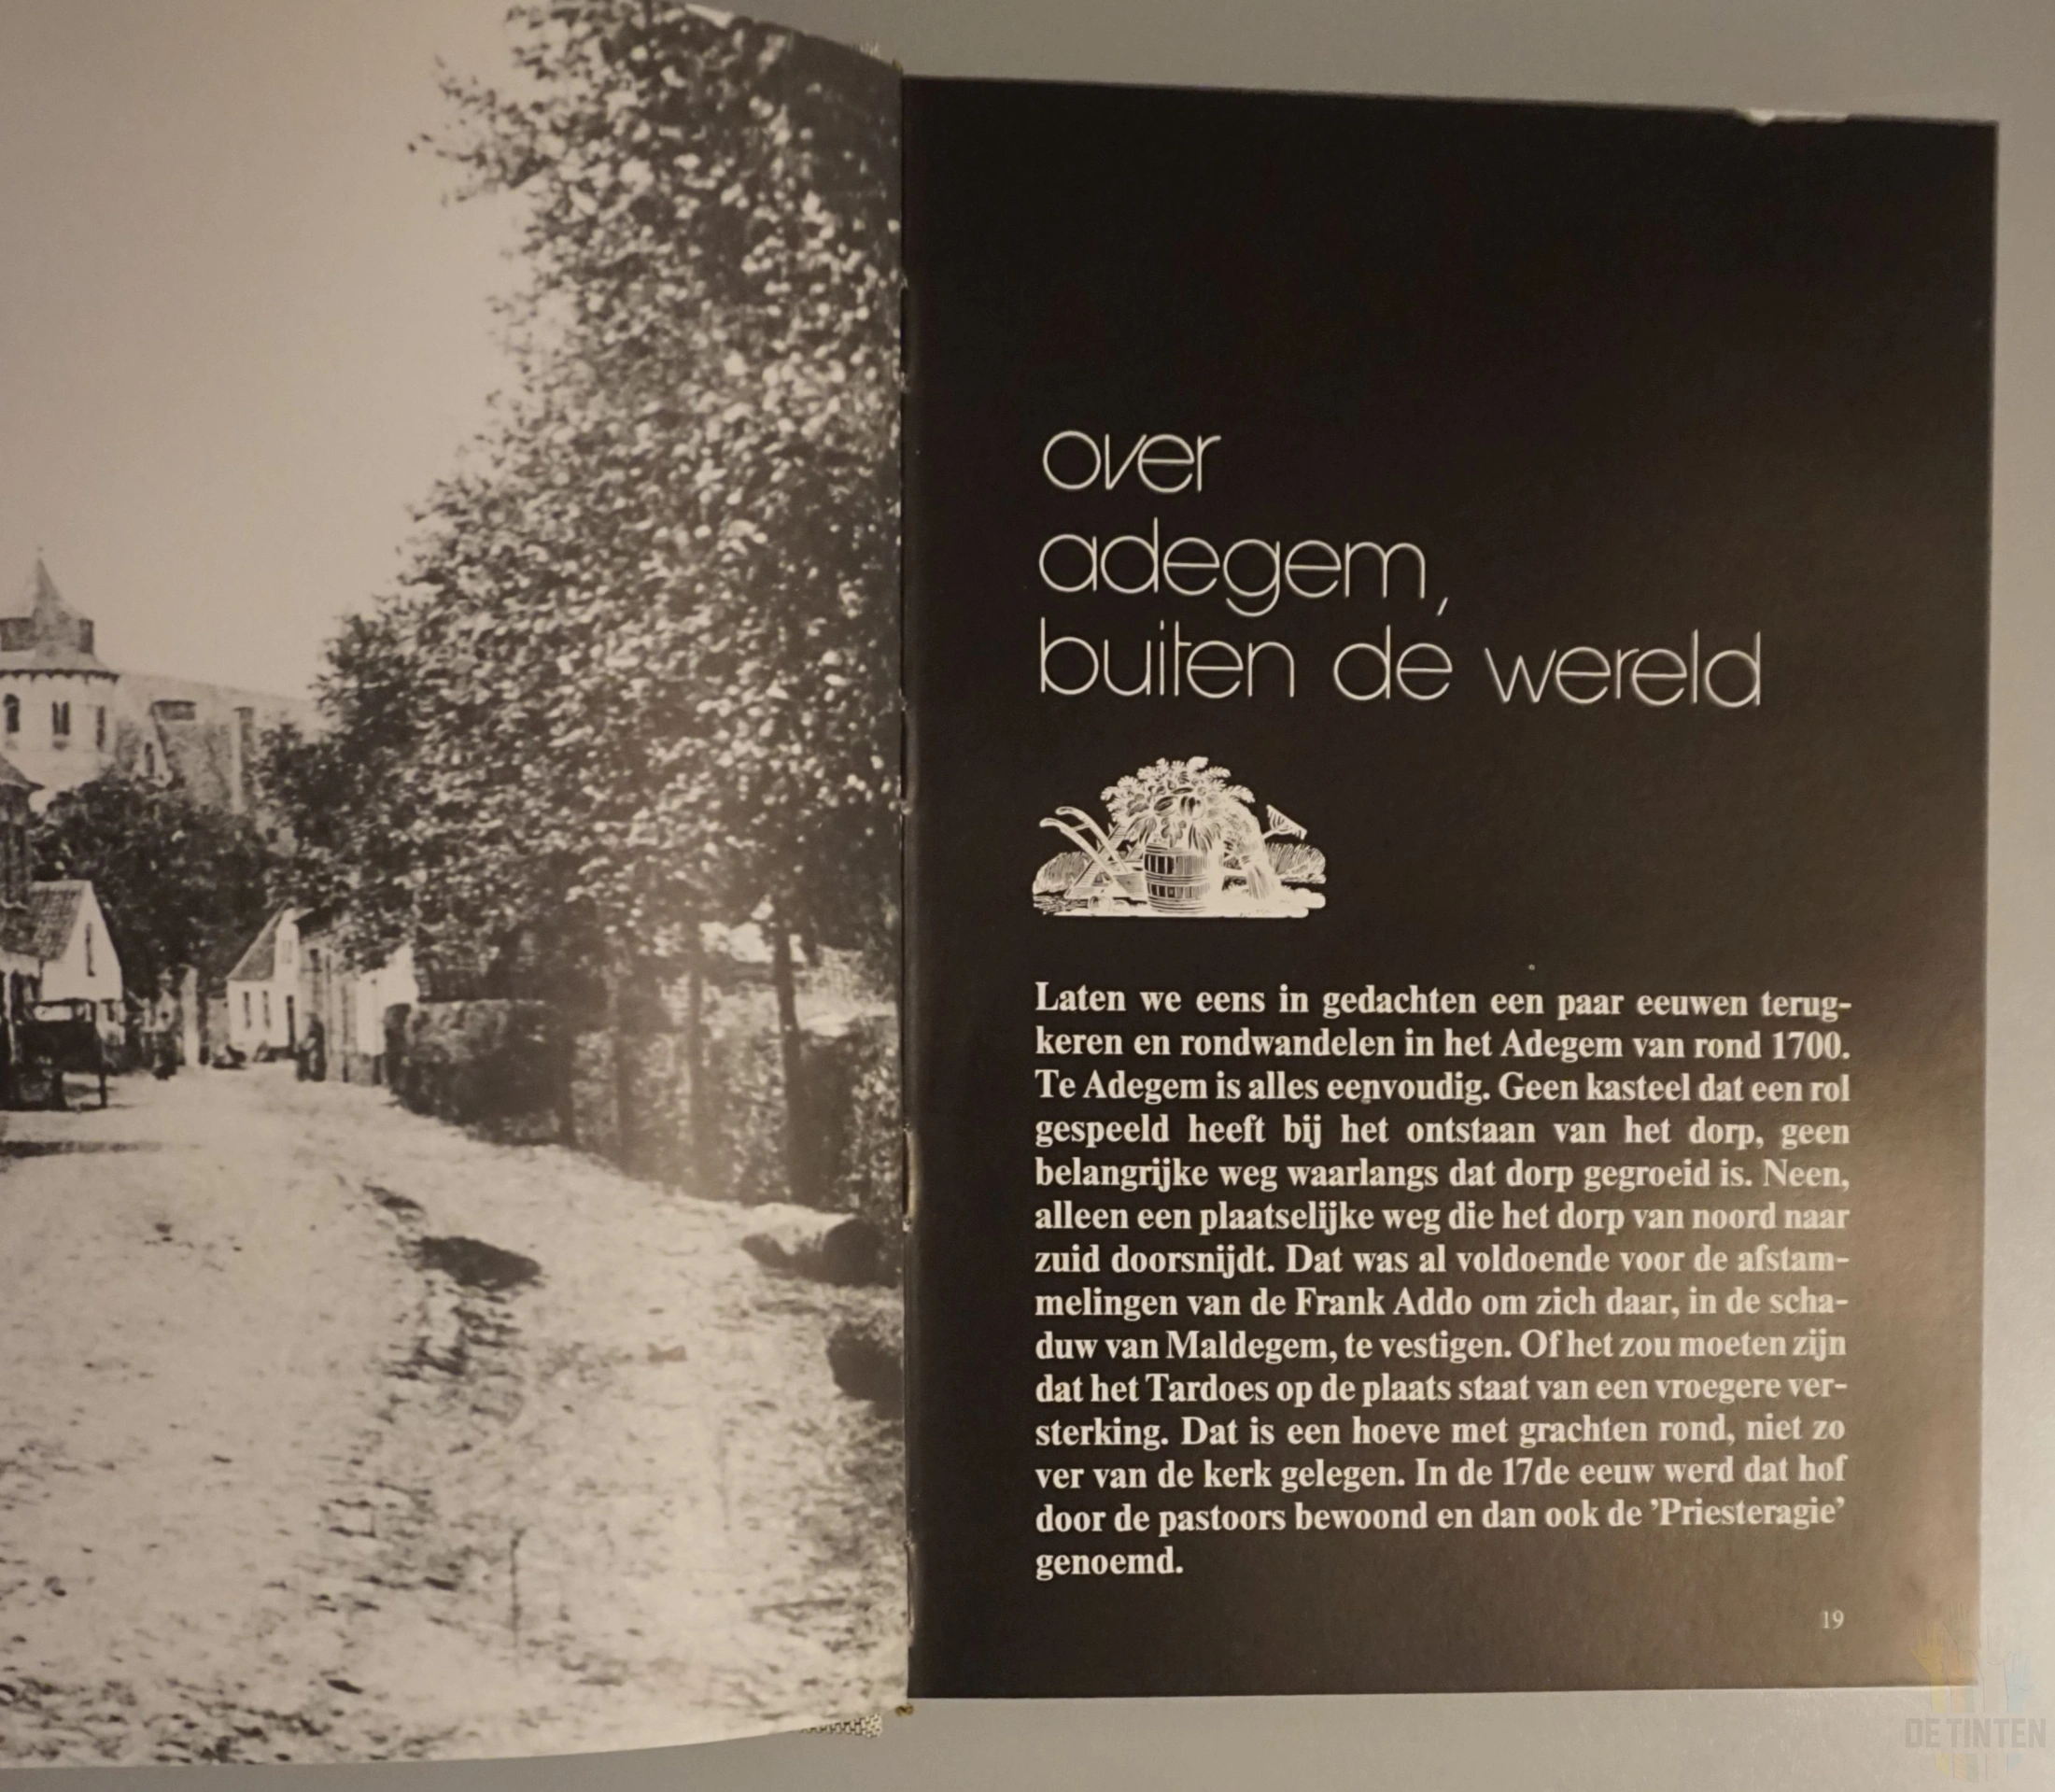 over
adegem,
buiten de wereld
Laten we eens in gedachten een paar eeuwen terug-
keren en rondwandelen in het Adegem van rond 1700.
Te Adegem is alles eenvoudig. Geen kasteel dat een rol
gespeeld heeft bij het ontstaan van het dorp, geen
belangrijke weg waarlangs dat dorp gegroeid is. Neen,
alleen een plaatselijke weg die het dorp van noord naar
zuid doorsnijdt. Dat was al voldoende voor de afstam-
melingen van de Frank Addo om zich daar, in de scha-
duw van Maldegem, te vestigen. Of het zou moeten zijn
dat het Tardoes op de plaats staat van een vroegere ver-
sterking. Dat is een hoeve met grachten rond, niet zo
ver van de kerk gelegen. In de 17de eeuw werd dat hof
door de pastoors bewoond en dan ook de 'Priesteragie'
genoemd.
19
DE TINTEN